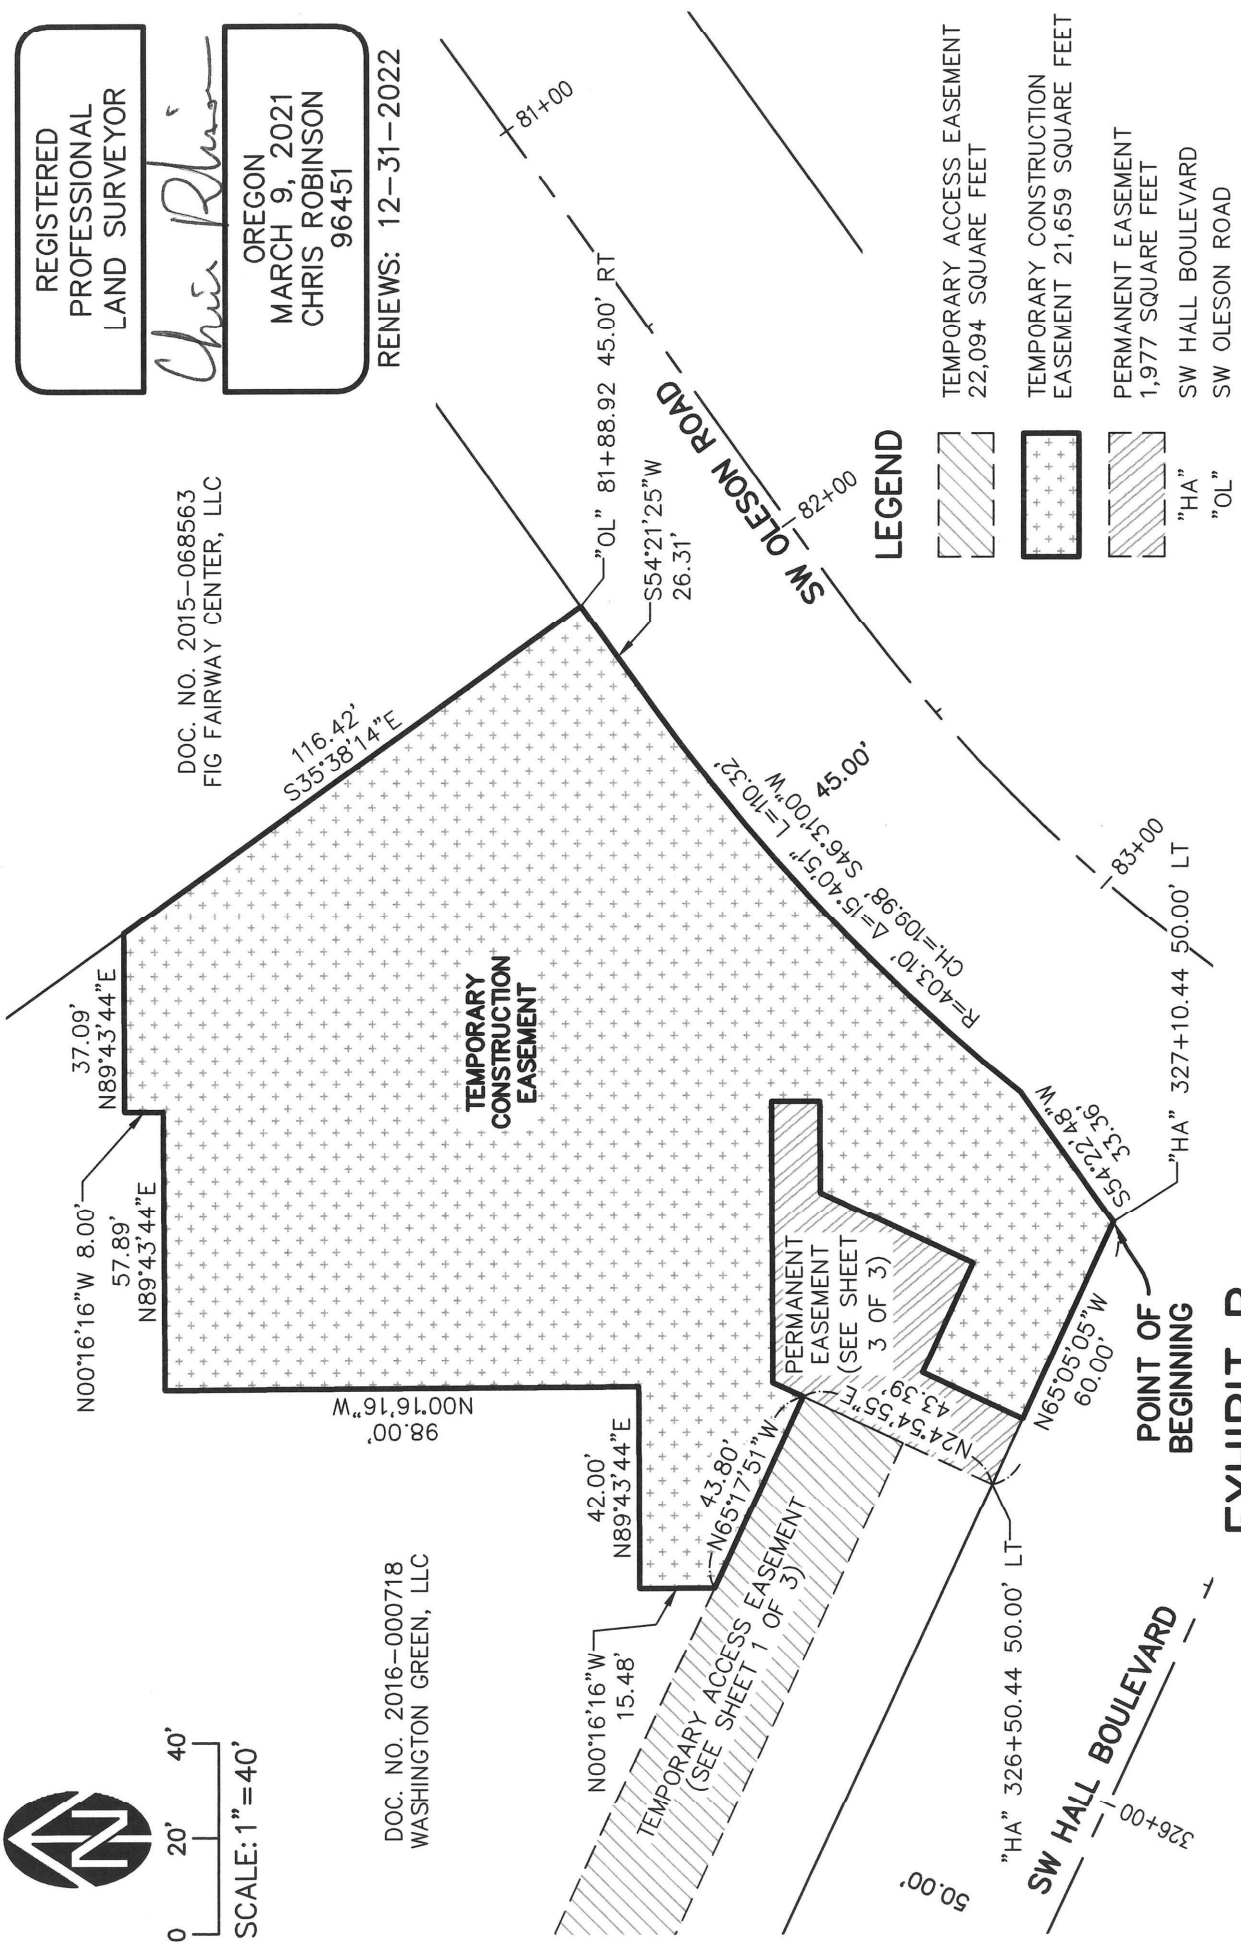 REGISTERED
PROFESSIONAL
LAND SURVEYOR
OREGON
MARCH 9, 2021
CHRIS ROBINSON
96451
RENEWS: 12-31-2022
0 20' 40'
SCALE: 1"=40'
N
DOC. NO. 2016-000718
WASHINGTON GREEN, LLC
DOC. NO. 2015-068563
FIG FAIRWAY CENTER, LLC
N00°16'16"W 8.00'
57.89'
N89°43'44"E
37.09'
N89°43'44"E
116.42'
S35°38'14"E
98.00'
N00°16'16"W
42.00'
N89°43'44"E
N00°16'16"W
15.48'
43.80'
N65°17'51"W
TEMPORARY
CONSTRUCTION
EASEMENT
"OL" 81+88.92 45.00' RT
S54°21'25"W
26.31'
81+00
82+00
83+00
SW OLESON ROAD
45.00'
R=403.10' Δ=15°40'51" L=110.32'
CH.=109.98' S46°31'00"W
PERMANENT
EASEMENT
(SEE SHEET
3 OF 3)
N24°54'55"E
43.39'
TEMPORARY ACCESS EASEMENT
(SEE SHEET 1 OF 3)
S54°22'48"W
33.36'
N65°05'05"W
60.00'
"HA" 327+10.44 50.00' LT
POINT OF
BEGINNING
"HA" 326+50.44 50.00' LT
50.00'
SW HALL BOULEVARD
326+00
LEGEND
TEMPORARY ACCESS EASEMENT
22,094 SQUARE FEET
TEMPORARY CONSTRUCTION
EASEMENT 21,659 SQUARE FEET
PERMANENT EASEMENT
1,977 SQUARE FEET
"HA" SW HALL BOULEVARD
"OL" SW OLESON ROAD
EXHIBIT B